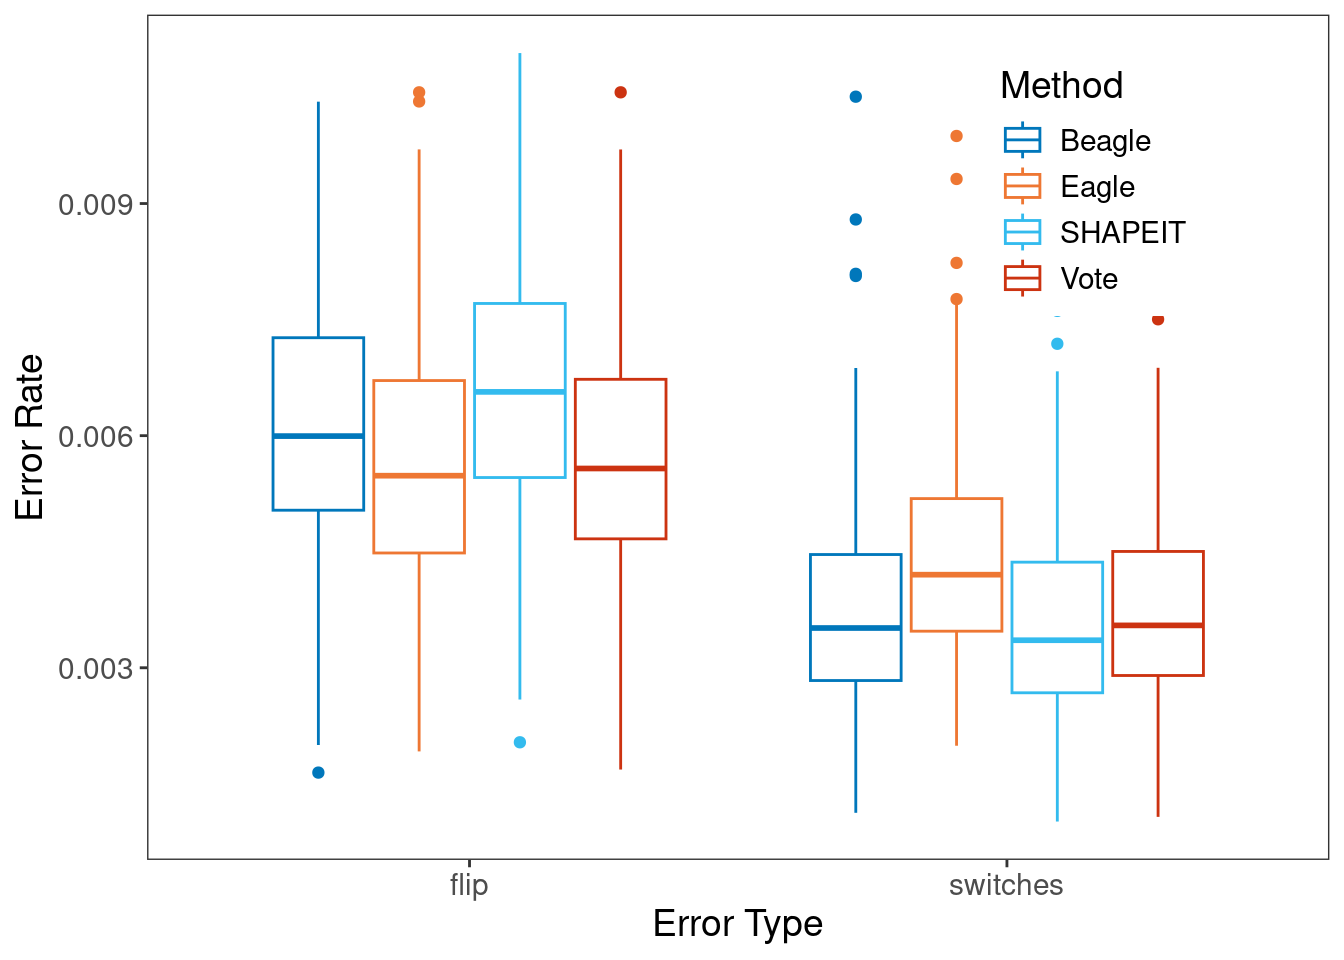 Method
Beagle
Eagle
SHAPEIT
Vote
0.009
0.006
0.003
Error Rate
flip
switches
Error Type